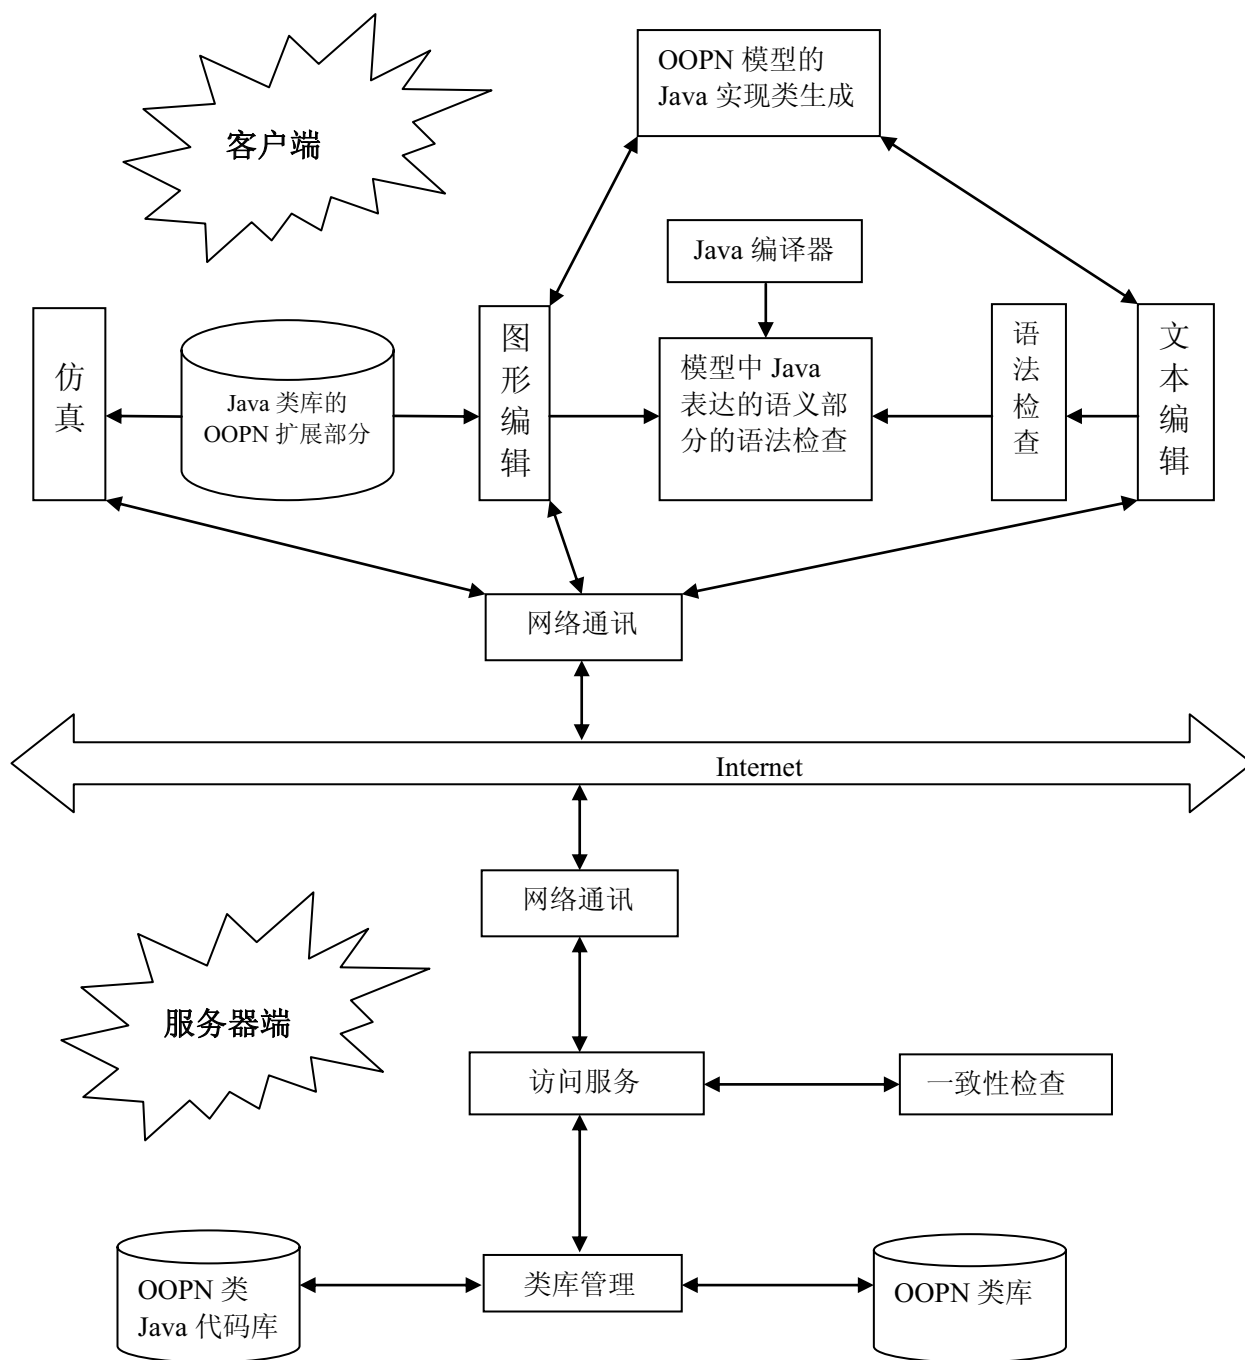 OOPN 模型的
Java 实现类生成
客户端
Java 编译器
仿
真
Java 类库的
OOPN 扩展部分
图
形
编
辑
模型中 Java
表达的语义部
分的语法检查
语
法
检
查
文
本
编
辑
网络通讯
Internet
网络通讯
服务器端
访问服务
一致性检查
OOPN 类
Java 代码库
类库管理
OOPN 类库